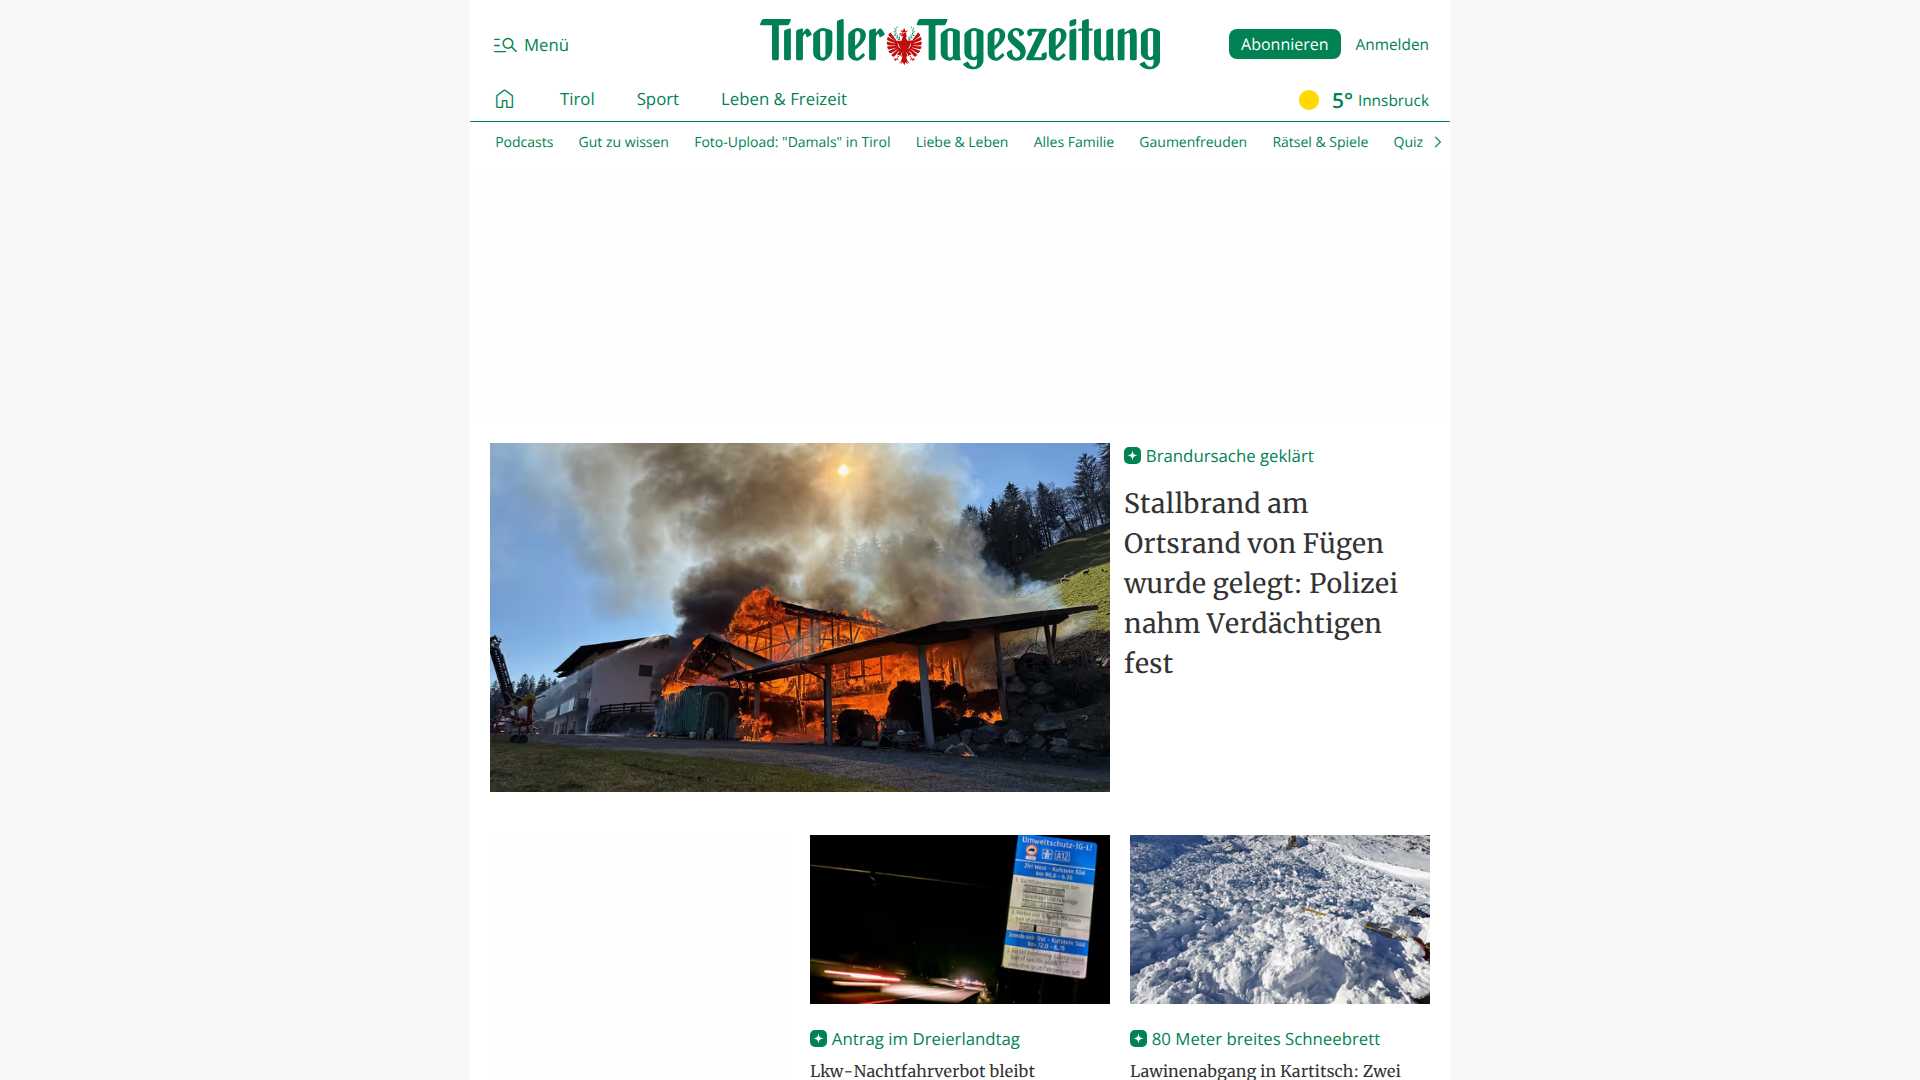 Menü
Tiroler Tageszeitung
Abonnieren
Anmelden
Tirol
Sport
Leben & Freizeit
5° Innsbruck
Podcasts
Gut zu wissen
Foto-Upload: "Damals" in Tirol
Liebe & Leben
Alles Familie
Gaumenfreuden
Rätsel & Spiele
Quiz
Brandursache geklärt
Stallbrand am
Ortsrand von Fügen
wurde gelegt: Polizei
nahm Verdächtigen
fest
Umweltschutz-IG-L!
A12
Antrag im Dreierlandtag
Lkw-Nachtfahrverbot bleibt
80 Meter breites Schneebrett
Lawinenabgang in Kartitsch: Zwei